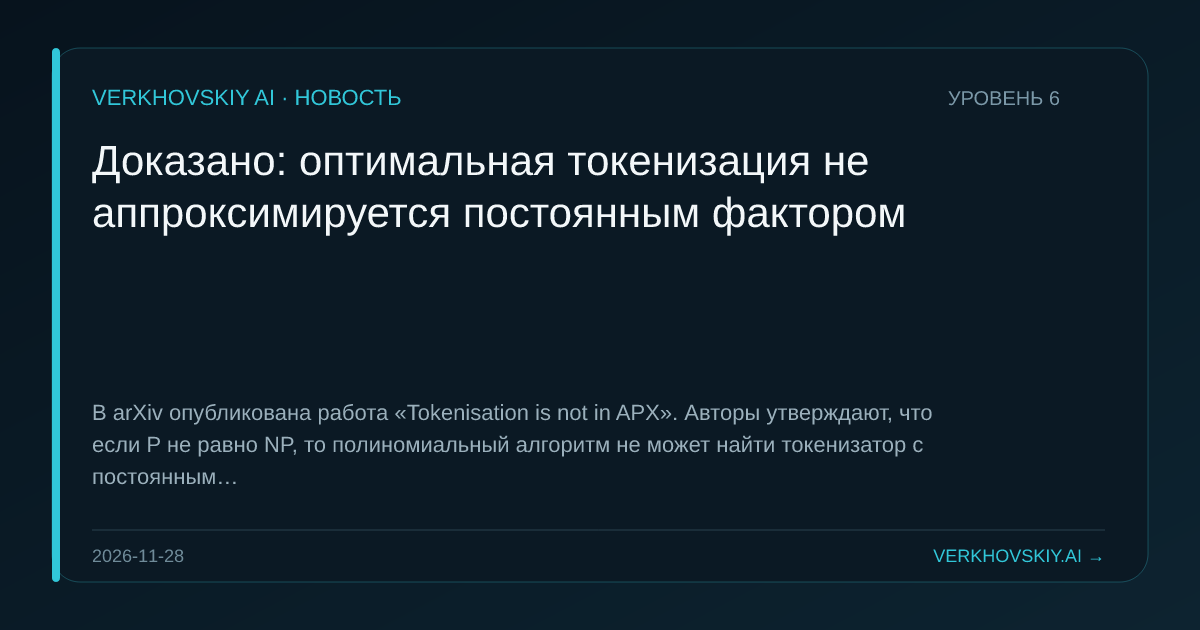 VERKHOVSKIY AI · НОВОСТЬ
УРОВЕНЬ 6
Доказано: оптимальная токенизация не
аппроксимируется постоянным фактором
В arXiv опубликована работа «Tokenisation is not in APX». Авторы утверждают, что
если P не равно NP, то полиномиальный алгоритм не может найти токенизатор с
постоянным…
2026-11-28
VERKHOVSKIY.AI →